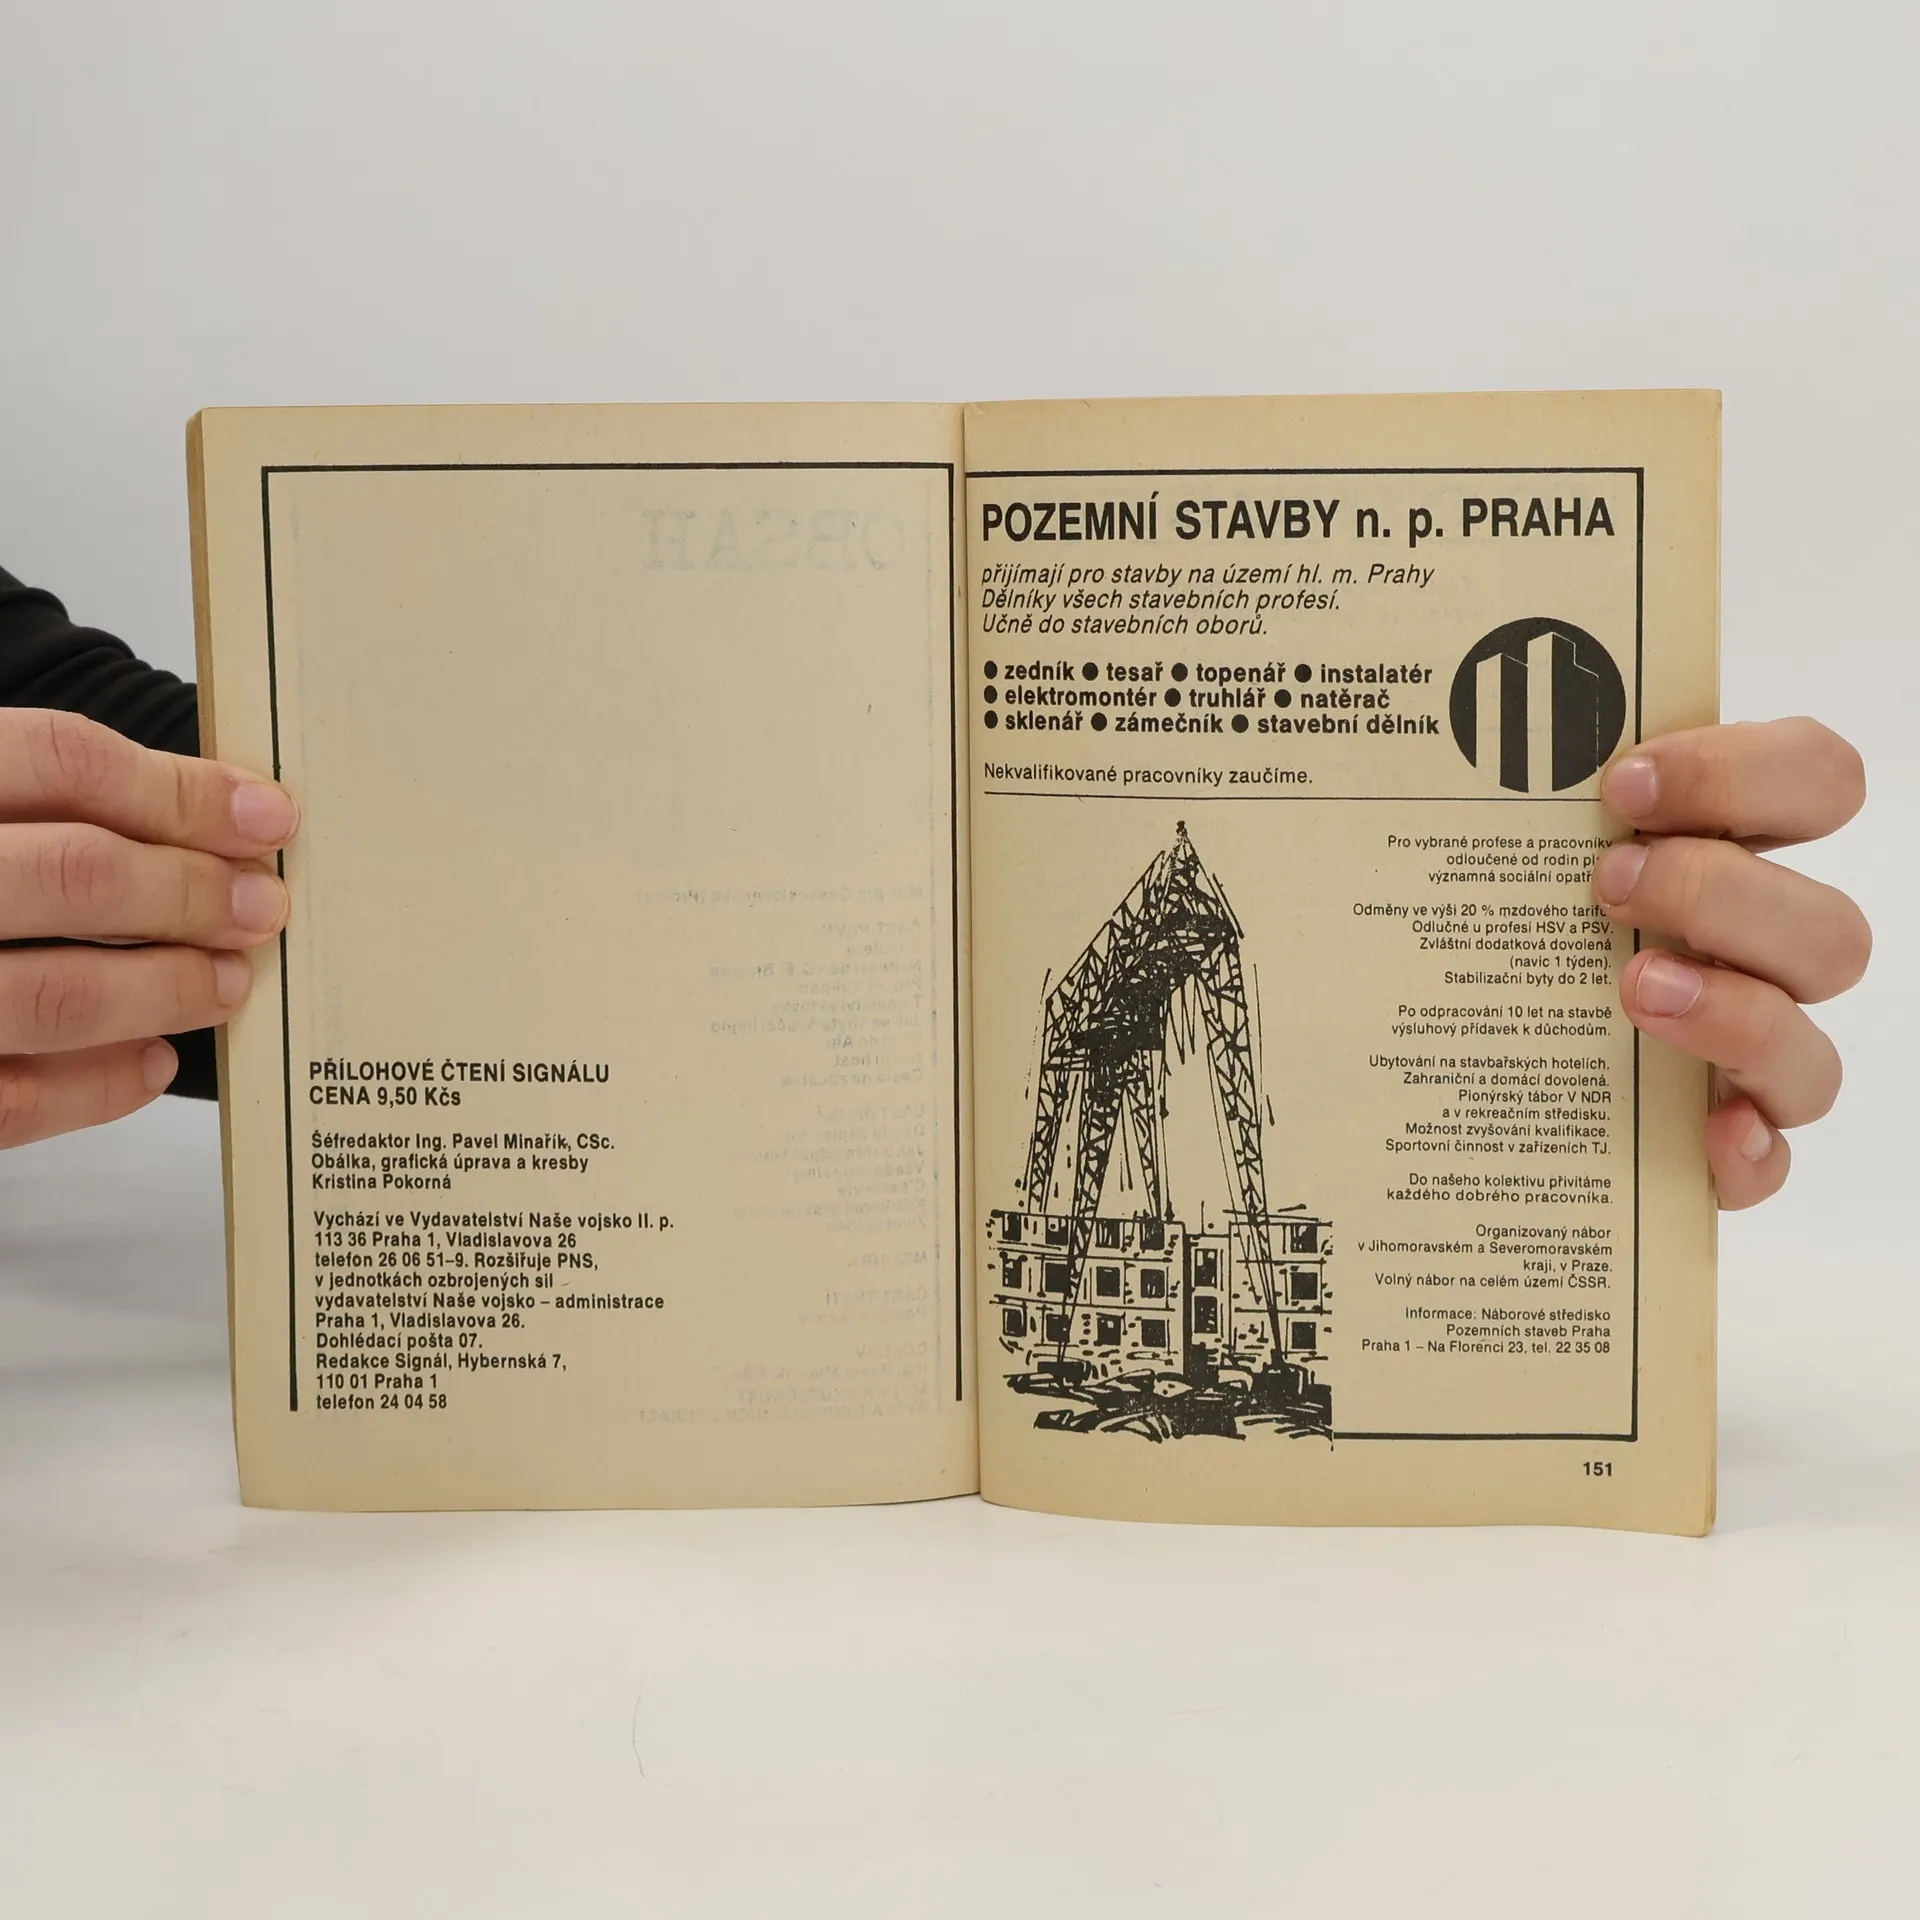 PŘÍLOHOVÉ ČTENÍ SIGNÁLU
CENA 9,50 Kčs
Šéfredaktor Ing. Pavel Minařík, CSc.
Obálka, grafická úprava a kresby
Kristina Pokorná
Vychází ve Vydavatelství Naše vojsko II. p.
113 36 Praha 1, Vladislavova 26
telefon 26 06 51–9. Rozšiřuje PNS,
v jednotkách ozbrojených sil
vydavatelství Naše vojsko – administrace
Praha 1, Vladislavova 26.
Dohlédací pošta 07.
Redakce Signál, Hybernská 7,
110 01 Praha 1
telefon 24 04 58
OBSAH
POZEMNÍ STAVBY n. p. PRAHA
přijímají pro stavby na území hl. m. Prahy
Dělníky všech stavebních profesí.
Učně do stavebních oborů.
● zedník ● tesař ● topenář ● instalatér
● elektromontér ● truhlář ● natěrač
● sklenář ● zámečník ● stavební dělník
Nekvalifikované pracovníky zaučíme.
Pro vybrané profese a pracovníky
odloučené od rodin
významná sociální
Odměny ve výši 20 % mzdového
Odlučné u profesí HSV a PSV.
Zvláštní dodatková dovolená
(navíc 1 týden).
Stabilizační byty do 2 let.
Po odpracování 10 let na stavbě
výsluhový přídavek k důchodům.
Ubytování na stavbařských hotelích.
Zahraniční a domácí dovolená.
Pionýrský tábor V NDR
a v rekreačním středisku.
Možnost zvyšování kvalifikace.
Sportovní činnost v zařízeních TJ.
Do našeho kolektivu přivítáme
každého dobrého pracovníka.
Organizovaný nábor
v Jihomoravském a Severomoravském
kraji, v Praze.
Volný nábor na celém území ČSSR.
Informace: Náborové středisko
Pozemních staveb Praha
Praha 1 – Na Florenci 23, tel. 22 35 08
151